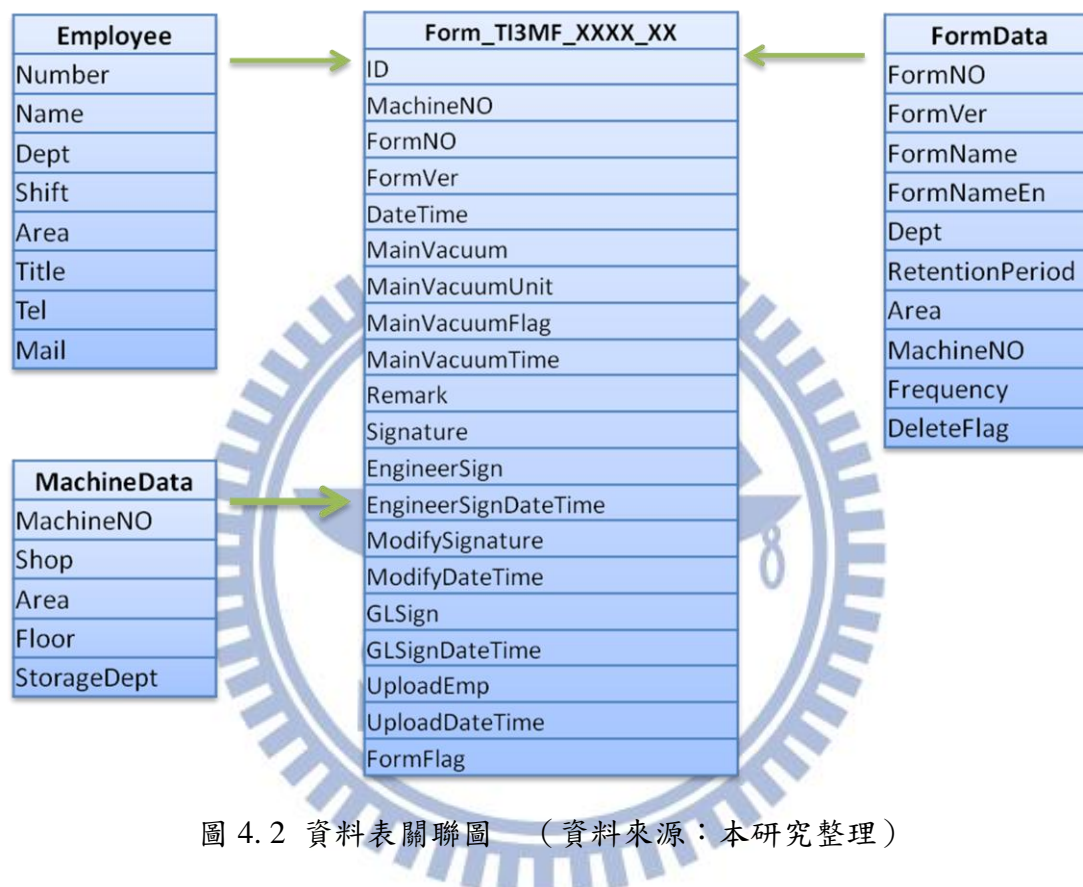 Employee
Number
Name
Dept
Shift
Area
Title
Tel
Mail
MachineData
MachineNO
Shop
Area
Floor
StorageDept
Form_TI3MF_XXXX_XX
ID
MachineNO
FormNO
FormVer
DateTime
MainVacuum
MainVacuumUnit
MainVacuumFlag
MainVacuumTime
Remark
Signature
EngineerSign
EngineerSignDateTime
ModifySignature
ModifyDateTime
GLSign
GLSignDateTime
UploadEmp
UploadDateTime
FormFlag
FormData
FormNO
FormVer
FormName
FormNameEn
Dept
RetentionPeriod
Area
MachineNO
Frequency
DeleteFlag
圖 4.2 資料表關聯圖 （資料來源：本研究整理）